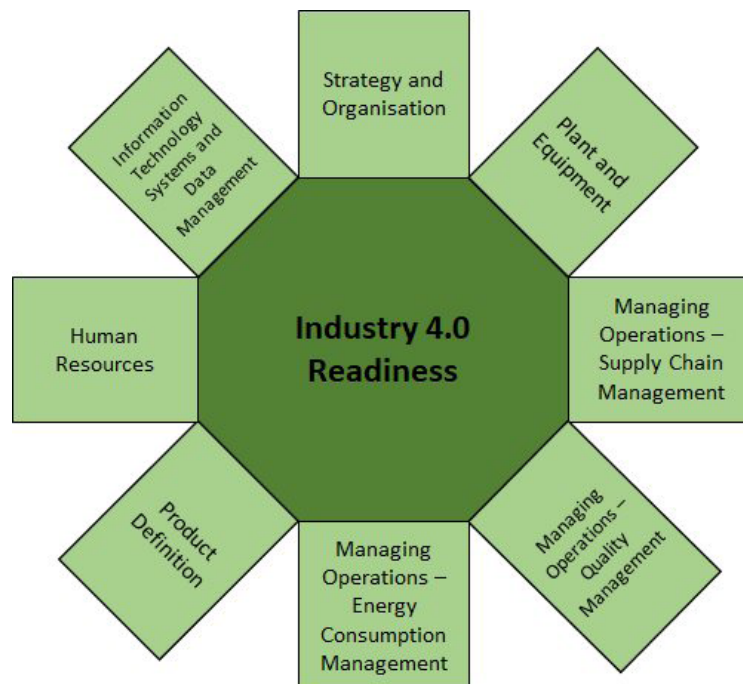 Strategy and
Organisation
Information
Technology
Systems and
Data
Management
Plant and
Equipment
Human
Resources
Industry 4.0
Readiness
Managing
Operations –
Supply Chain
Management
Product
Definition
Managing
Operations –
Energy
Consumption
Management
Managing
Operations –
Quality
Management